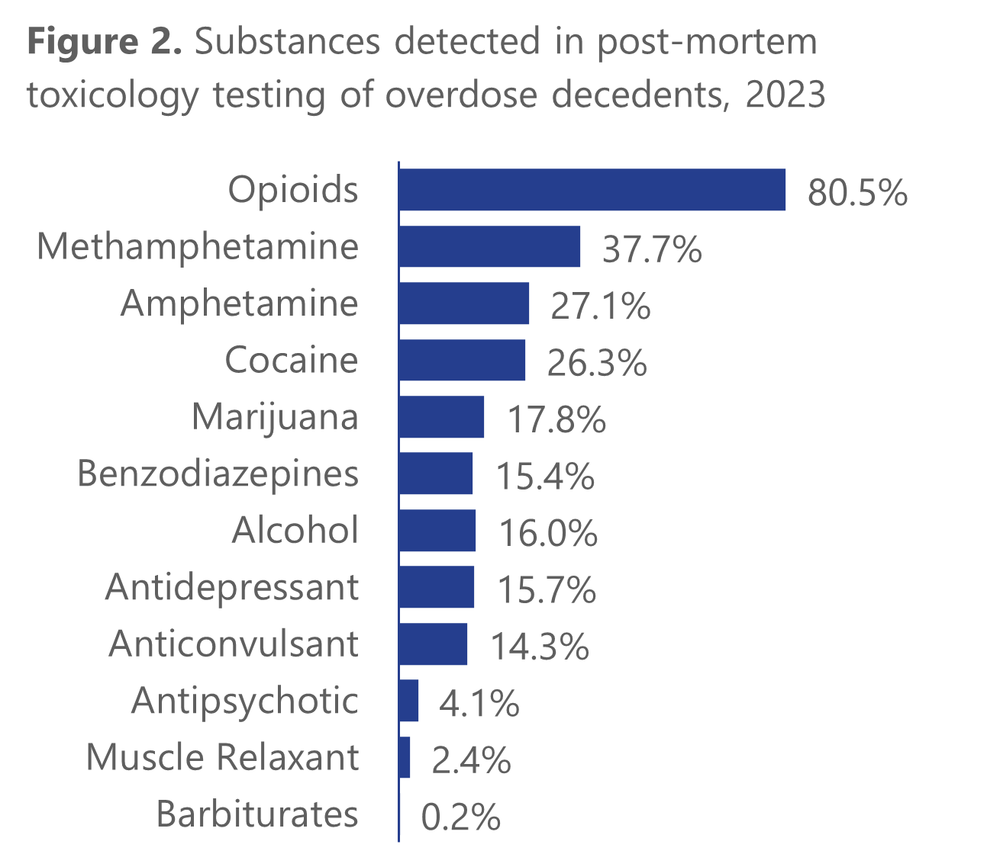 Figure 2. Substances detected in post-mortem
toxicology testing of overdose decedents, 2023
Opioids 80.5%
Methamphetamine 37.7%
Amphetamine 27.1%
Cocaine 26.3%
Marijuana 17.8%
Benzodiazepines 15.4%
Alcohol 16.0%
Antidepressant 15.7%
Anticonvulsant 14.3%
Antipsychotic 4.1%
Muscle Relaxant 2.4%
Barbiturates 0.2%